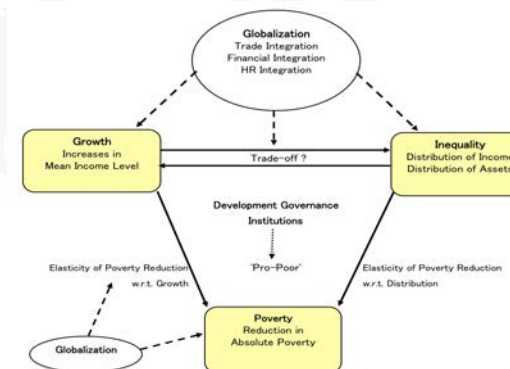 Globalization
Trade Integration
Financial Integration
HR Integration
Growth
Increases in
Mean Income Level
Trade-off ?
Inequality
Distribution of Income
Distribution of Assets
Development Governance
Institutions
'Pro-Poor'
Elasticity of Poverty Reduction
w.r.t. Growth
Elasticity of Poverty Reduction
w.r.t. Distribution
Poverty
Reduction in
Absolute Poverty
Globalization